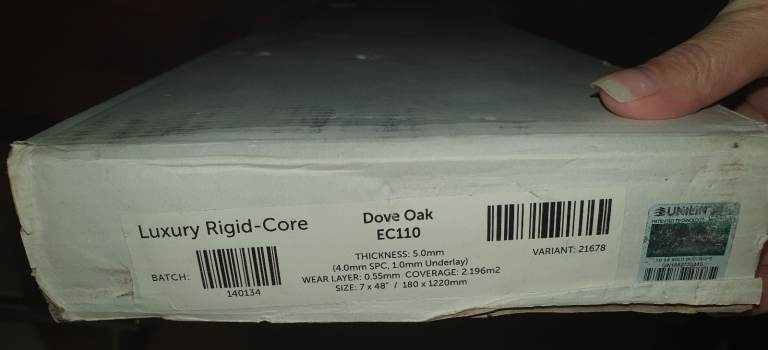 Luxury Rigid-Core
BATCH:
140134
Dove Oak
EC110
THICKNESS: 5.0mm
(4.0mm SPC, 1.0mm Underlay)
WEAR LAYER: 0.55mm COVERAGE: 2.196m2
SIZE: 7 x 48" / 180 x 1220mm
VARIANT: 21678
UNILIN